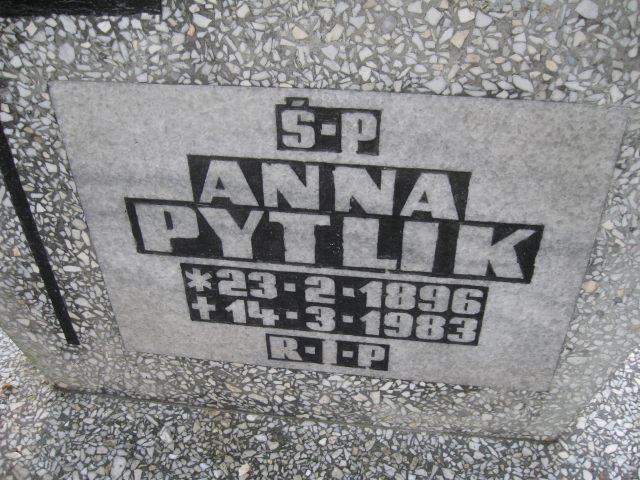 Ś-P
ANNA
PYTLIK
*23-2-1896
+14-3-1983
R-I-P